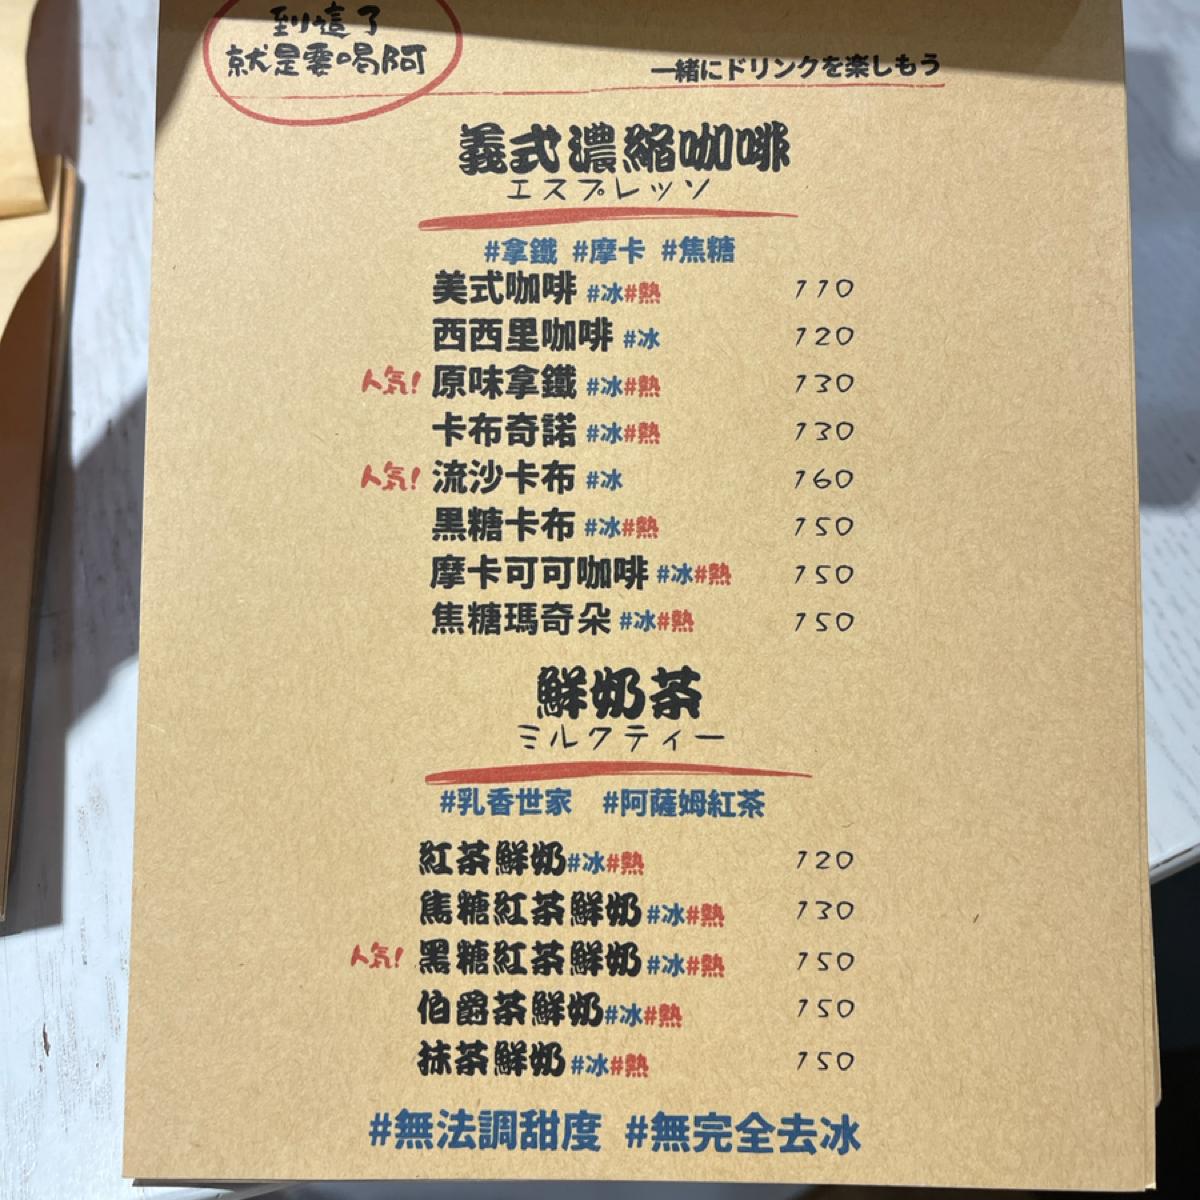 到這了
就是要喝阿
一緒にドリンクを楽しもう
義式濃縮咖啡
エスプレッソ
#拿鐵 #摩卡 #焦糖
美式咖啡 #冰#熱 110
西西里咖啡 #冰 120
人気! 原味拿鐵 #冰#熱 130
卡布奇諾 #冰#熱 130
人気! 流沙卡布 #冰 160
黑糖卡布 #冰#熱 150
摩卡可可咖啡 #冰#熱 150
焦糖瑪奇朵 #冰#熱 150
鮮奶茶
ミルクティー
#乳香世家 #阿薩姆紅茶
紅茶鮮奶#冰#熱 120
焦糖紅茶鮮奶#冰#熱 130
人気! 黑糖紅茶鮮奶#冰#熱 150
伯爵茶鮮奶#冰#熱 150
抹茶鮮奶#冰#熱 150
#無法調甜度 #無完全去冰